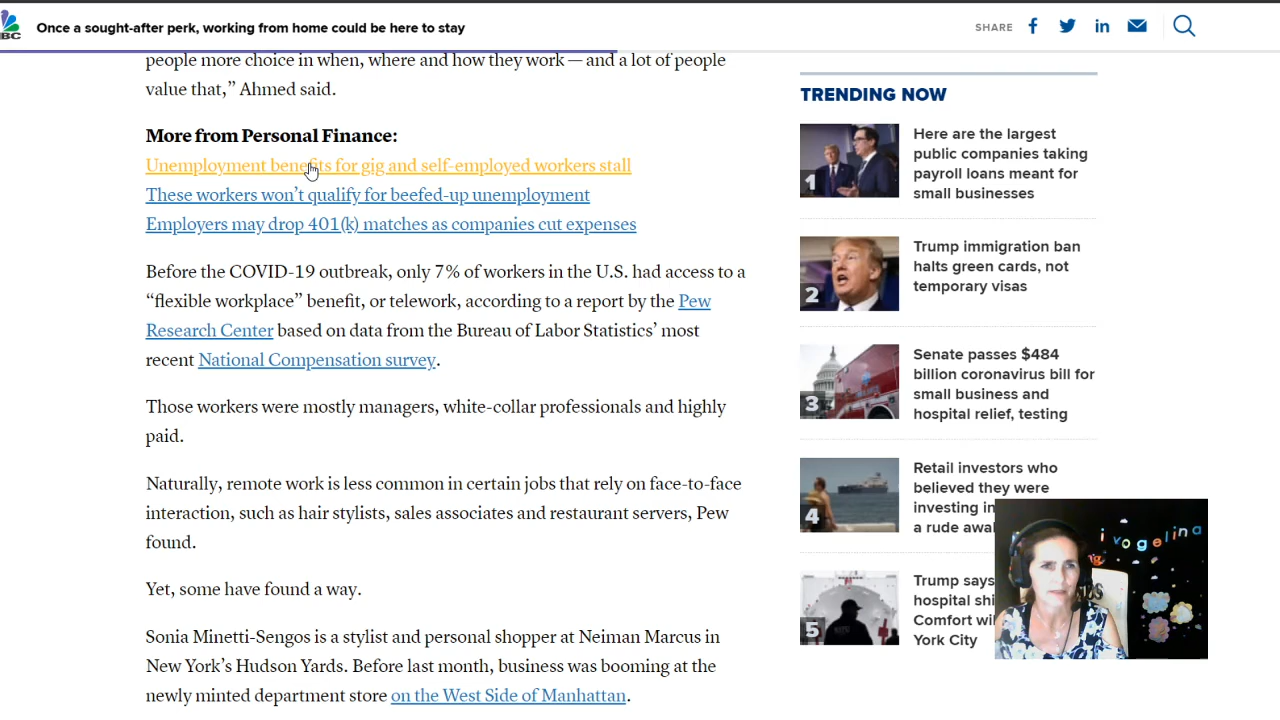 BC
Once a sought-after perk, working from home could be here to stay
SHARE
people more choice in when, where and how they work — and a lot of people
value that,” Ahmed said.
More from Personal Finance:
Unemployment benefits for gig and self-employed workers stall
These workers won’t qualify for beefed-up unemployment
Employers may drop 401(k) matches as companies cut expenses
Before the COVID-19 outbreak, only 7% of workers in the U.S. had access to a
“flexible workplace” benefit, or telework, according to a report by the Pew
Research Center based on data from the Bureau of Labor Statistics’ most
recent National Compensation survey.
Those workers were mostly managers, white-collar professionals and highly
paid.
Naturally, remote work is less common in certain jobs that rely on face-to-face
interaction, such as hair stylists, sales associates and restaurant servers, Pew
found.
Yet, some have found a way.
Sonia Minetti-Sengos is a stylist and personal shopper at Neiman Marcus in
New York’s Hudson Yards. Before last month, business was booming at the
newly minted department store on the West Side of Manhattan.
TRENDING NOW
1
Here are the largest
public companies taking
payroll loans meant for
small businesses
2
Trump immigration ban
halts green cards, not
temporary visas
3
Senate passes $484
billion coronavirus bill for
small business and
hospital relief, testing
4
Retail investors who
believed they were
investing in
a rude
5
Trump says
hospital
Comfort
York City
ivogelina